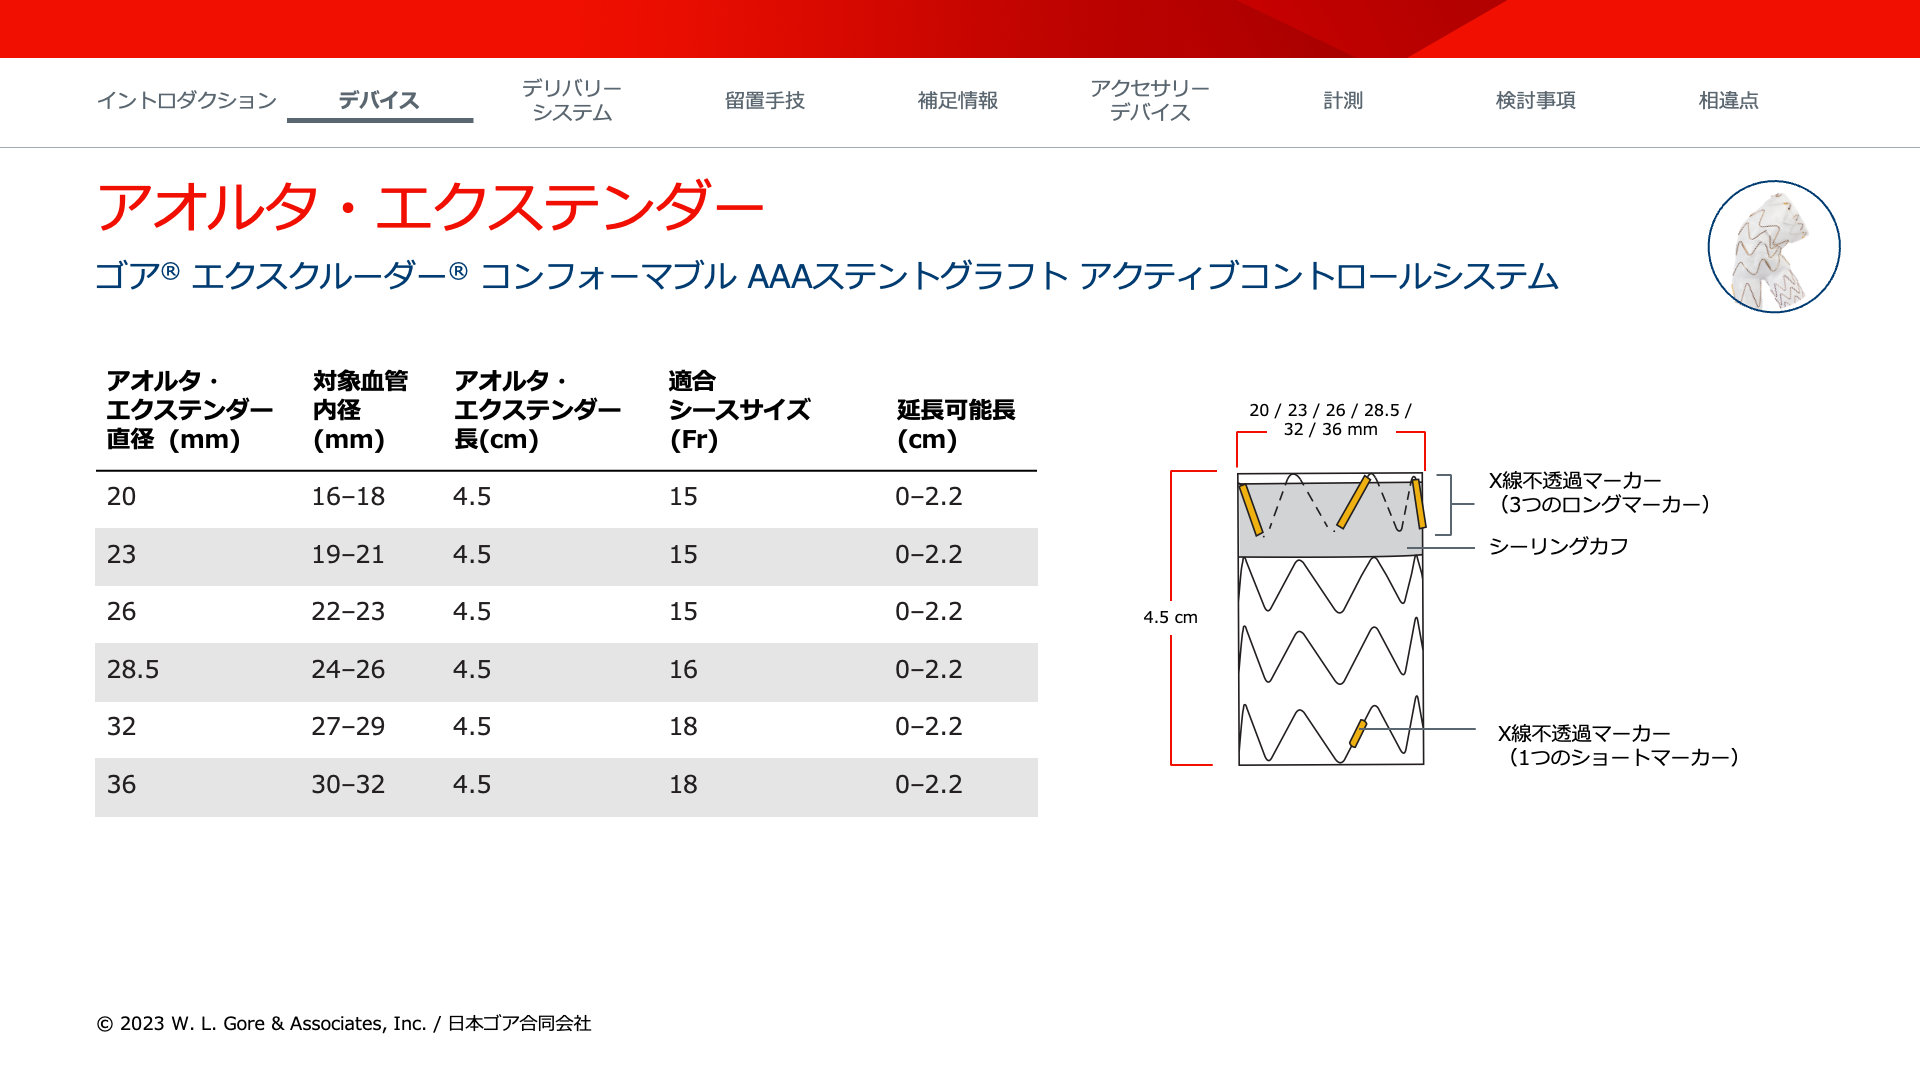 イントロダクション
デバイス
デリバリー
システム
留置手技
補足情報
アクセサリー
デバイス
計測
検討事項
相違点
アオルタ・エクステンダー
ゴア® エクスクルーダー® コンフォーマブル AAAステントグラフト アクティブコントロールシステム
アオルタ・
エクステンダー
直径 (mm)
対象血管
内径
(mm)
アオルタ・
エクステンダー
長(cm)
適合
シースサイズ
(Fr)
延長可能長
(cm)
20 16–18 4.5 15 0–2.2
23 19–21 4.5 15 0–2.2
26 22–23 4.5 15 0–2.2
28.5 24–26 4.5 16 0–2.2
32 27–29 4.5 18 0–2.2
36 30–32 4.5 18 0–2.2
20 / 23 / 26 / 28.5 /
32 / 36 mm
X線不透過マーカー
（3つのロングマーカー）
シーリングカフ
4.5 cm
X線不透過マーカー
（1つのショートマーカー）
© 2023 W. L. Gore & Associates, Inc. / 日本ゴア合同会社